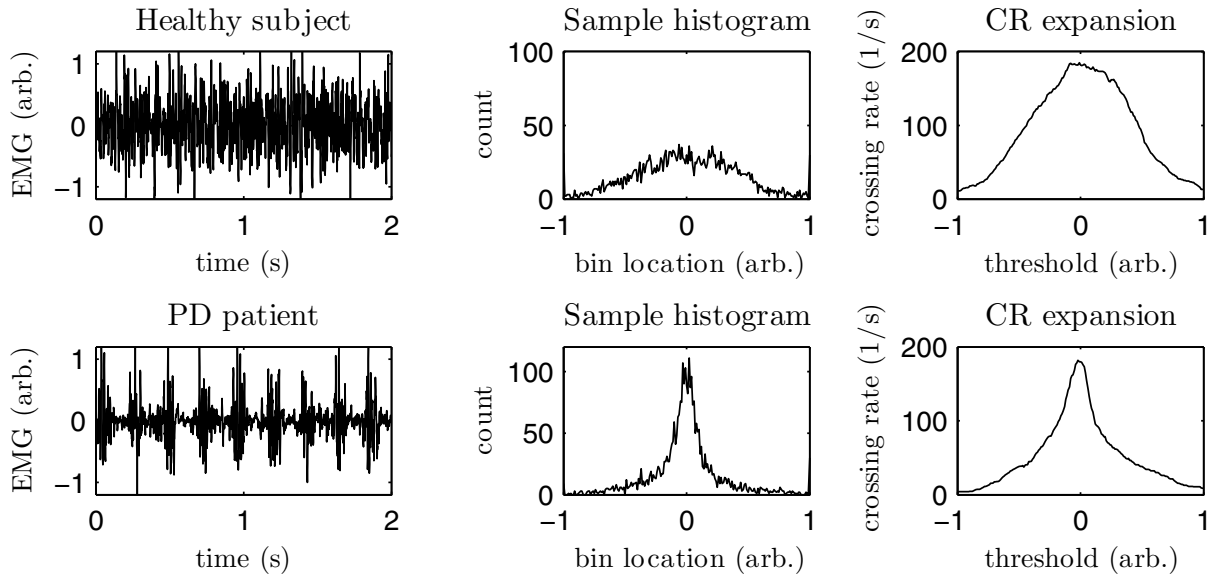 Healthy subject
EMG (arb.)
1
0
−1
0 1 2
time (s)
Sample histogram
count
100
50
0
−1 0 1
bin location (arb.)
CR expansion
crossing rate (1/s)
200
100
0
−1 0 1
threshold (arb.)
PD patient
EMG (arb.)
1
0
−1
0 1 2
time (s)
Sample histogram
count
100
50
0
−1 0 1
bin location (arb.)
CR expansion
crossing rate (1/s)
200
100
0
−1 0 1
threshold (arb.)